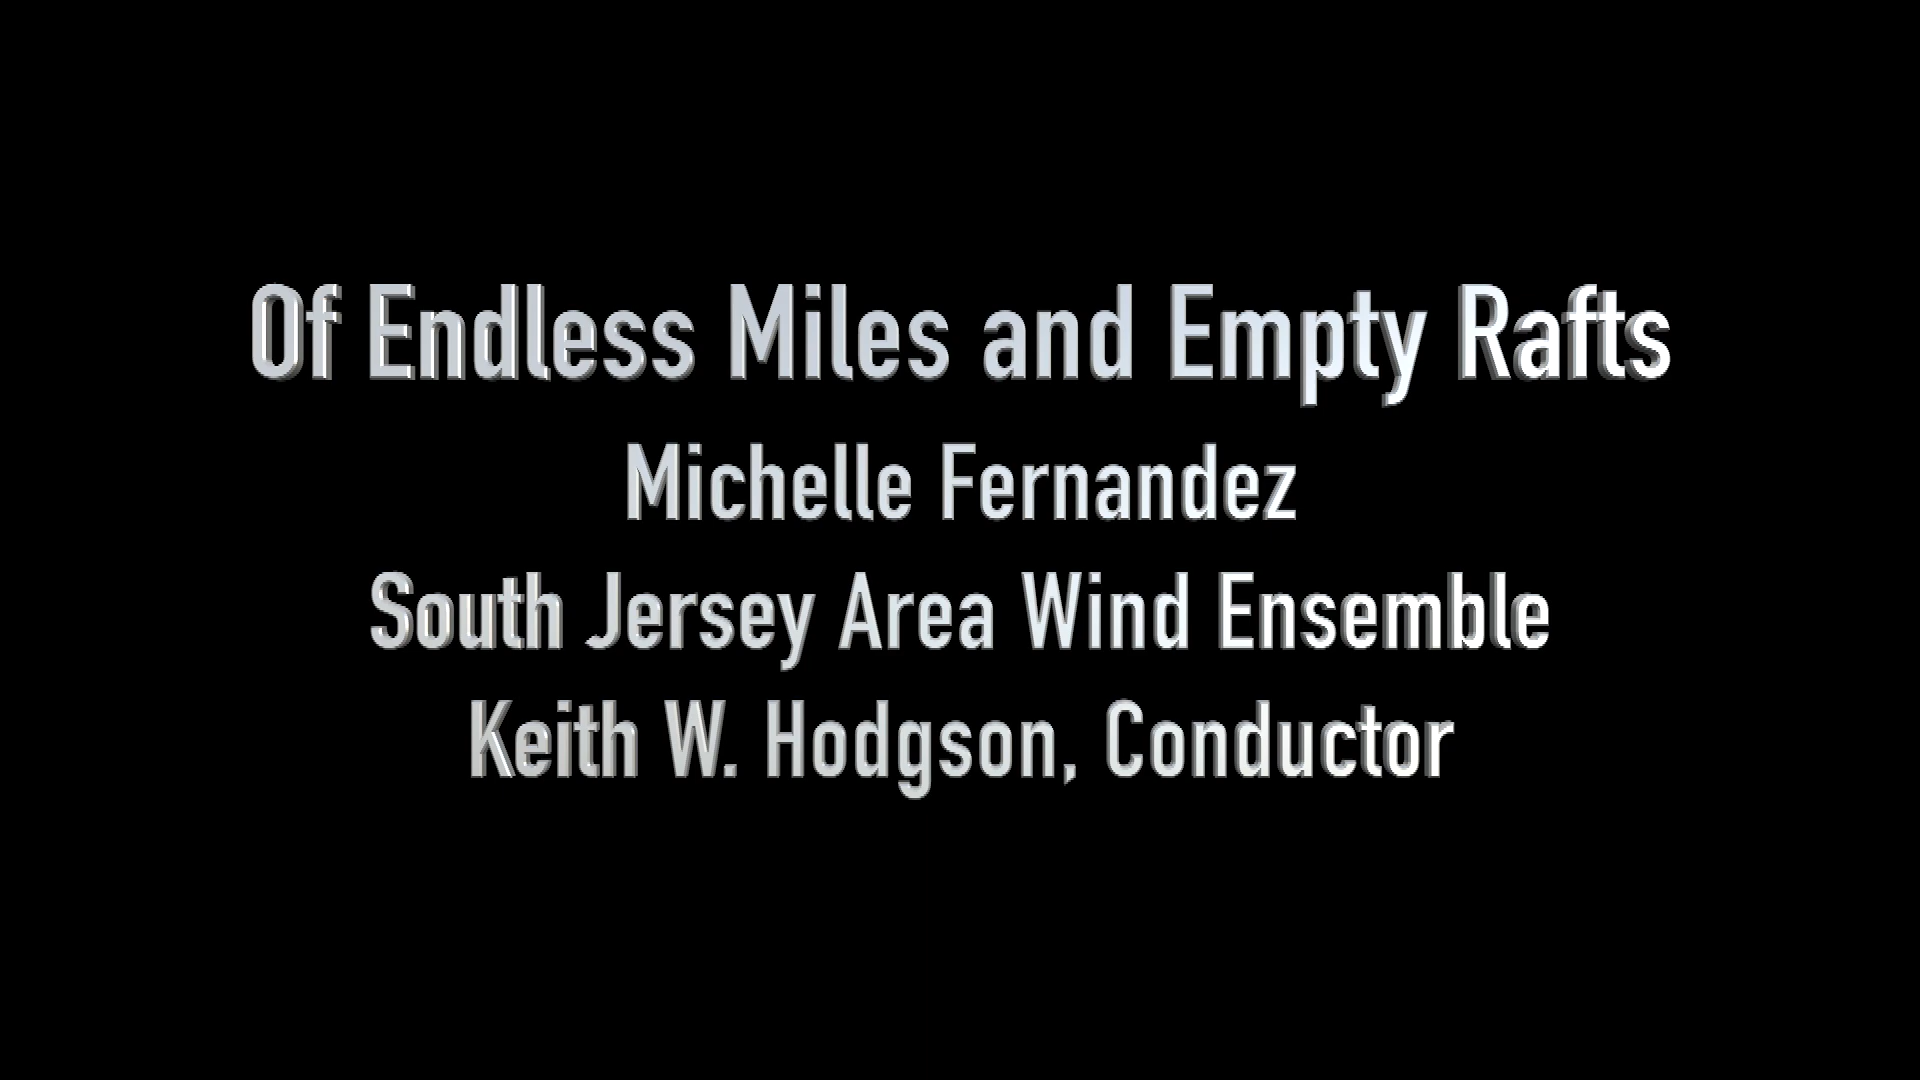 Of Endless Miles and Empty Rafts
Michelle Fernandez
South Jersey Area Wind Ensemble
Keith W. Hodgson, Conductor